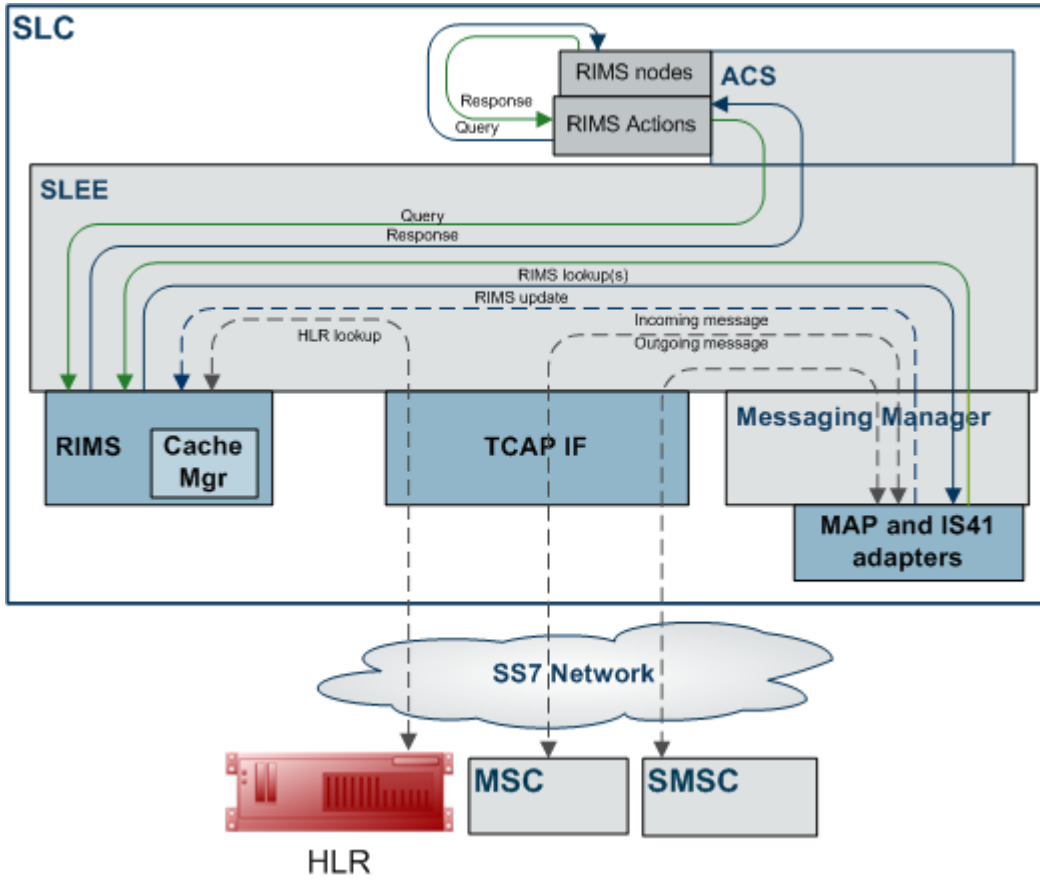 SLC
RIMS nodes
ACS
Response
RIMS Actions
Query
SLEE
Query
Response
RIMS lookup(s)
RIMS update
Incoming message
HLR lookup
Outgoing message
RIMS
Cache
Mgr
TCAP IF
Messaging Manager
MAP and IS41
adapters
SS7 Network
MSC
SMSC
HLR